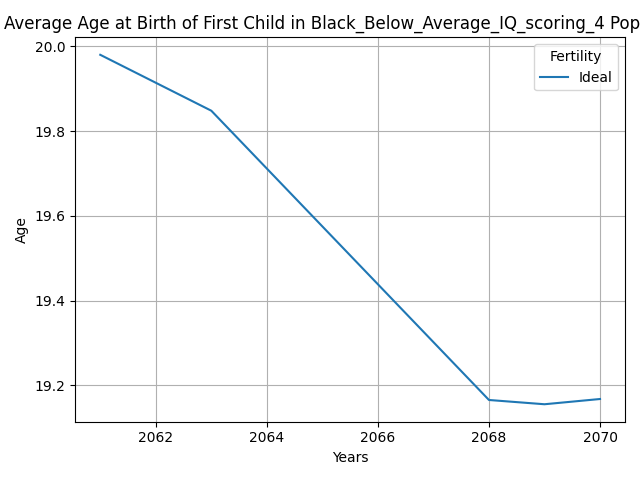 Average Age at Birth of First Child in Black_Below_Average_IQ_scoring_4 Pop
20.0
19.8
19.6
19.4
19.2
Age
Fertility
Ideal
2062 2064 2066 2068 2070
Years